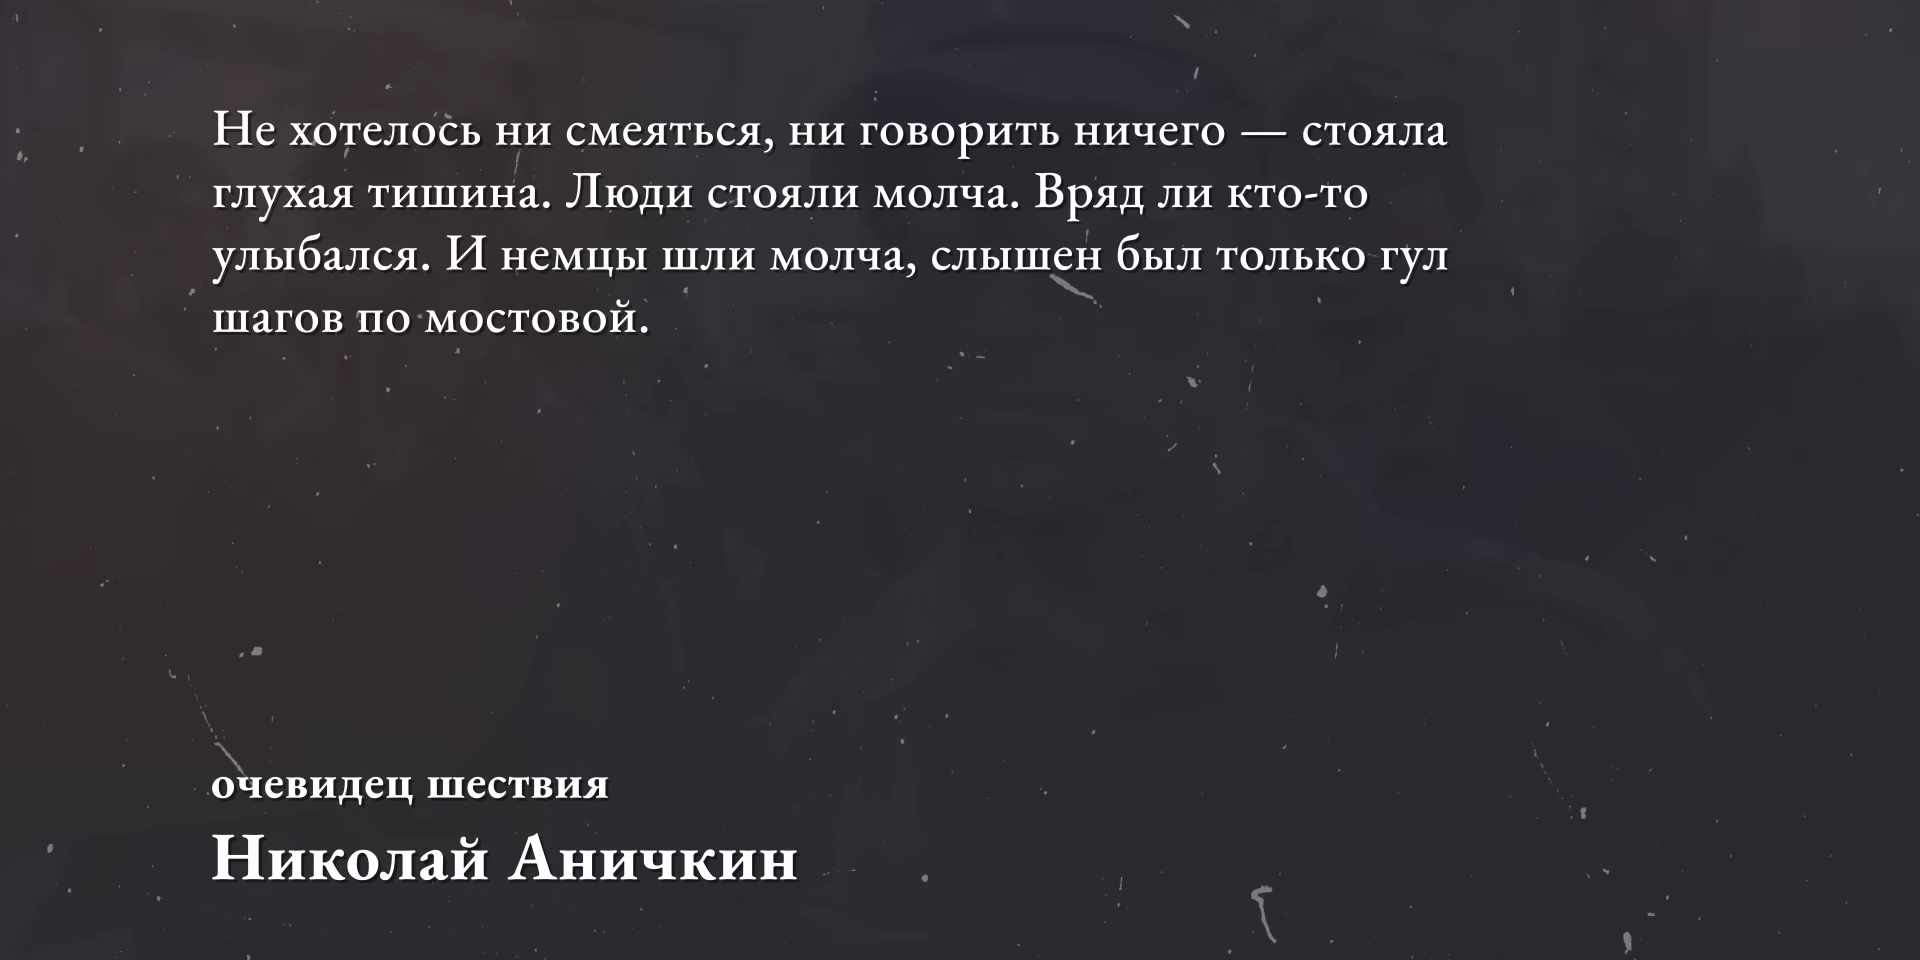 Не хотелось ни смеяться, ни говорить ничего — стояла
глухая тишина. Люди стояли молча. Вряд ли кто-то
улыбался. И немцы шли молча, слышен был только гул
шагов по мостовой.
очевидец шествия
Николай Аничкин